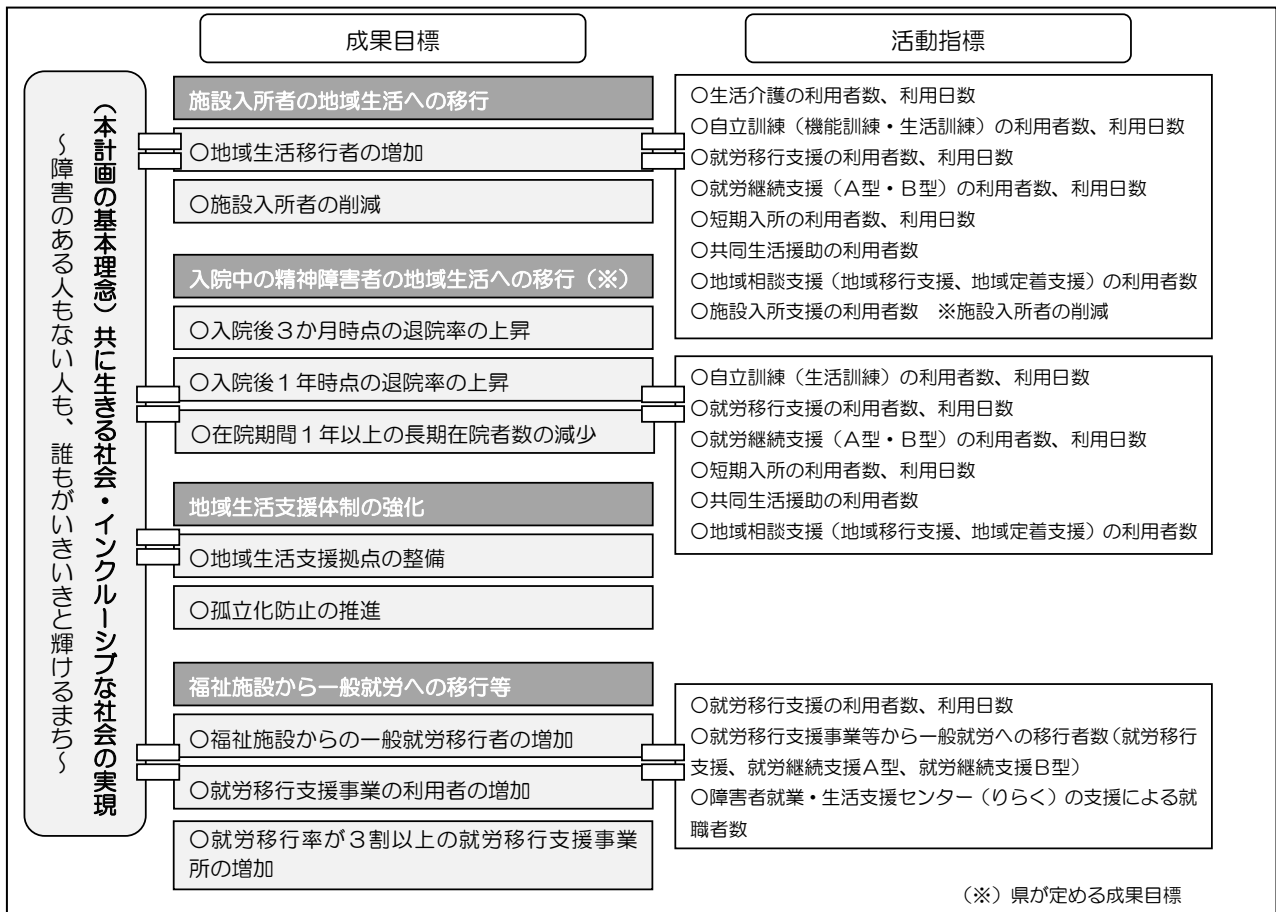 成果目標
活動指標
(本計画の基本理念)共に生きる社会・インクルーシブな社会の実現
~障害のある人もない人も、誰もがいきいきと輝けるまち~
施設入所者の地域生活への移行
○地域生活移行者の増加
○施設入所者の削減
○生活介護の利用者数、利用日数
○自立訓練(機能訓練・生活訓練)の利用者数、利用日数
○就労移行支援の利用者数、利用日数
○就労継続支援(A型・B型)の利用者数、利用日数
○短期入所の利用者数、利用日数
○共同生活援助の利用者数
○地域相談支援(地域移行支援、地域定着支援)の利用者数
○施設入所支援の利用者数 ※施設入所者の削減
入院中の精神障害者の地域生活への移行(※)
○入院後3か月時点の退院率の上昇
○入院後1年時点の退院率の上昇
○在院期間1年以上の長期在院者数の減少
○自立訓練(生活訓練)の利用者数、利用日数
○就労移行支援の利用者数、利用日数
○就労継続支援(A型・B型)の利用者数、利用日数
○短期入所の利用者数、利用日数
○共同生活援助の利用者数
○地域相談支援(地域移行支援、地域定着支援)の利用者数
地域生活支援体制の強化
○地域生活支援拠点の整備
○孤立化防止の推進
福祉施設から一般就労への移行等
○福祉施設からの一般就労移行者の増加
○就労移行支援事業の利用者の増加
○就労移行率が3割以上の就労移行支援事業
所の増加
○就労移行支援の利用者数、利用日数
○就労移行支援事業等から一般就労への移行者数(就労移行
支援、就労継続支援A型、就労継続支援B型)
○障害者就業・生活支援センター(りらく)の支援による就
職者数
(※)県が定める成果目標